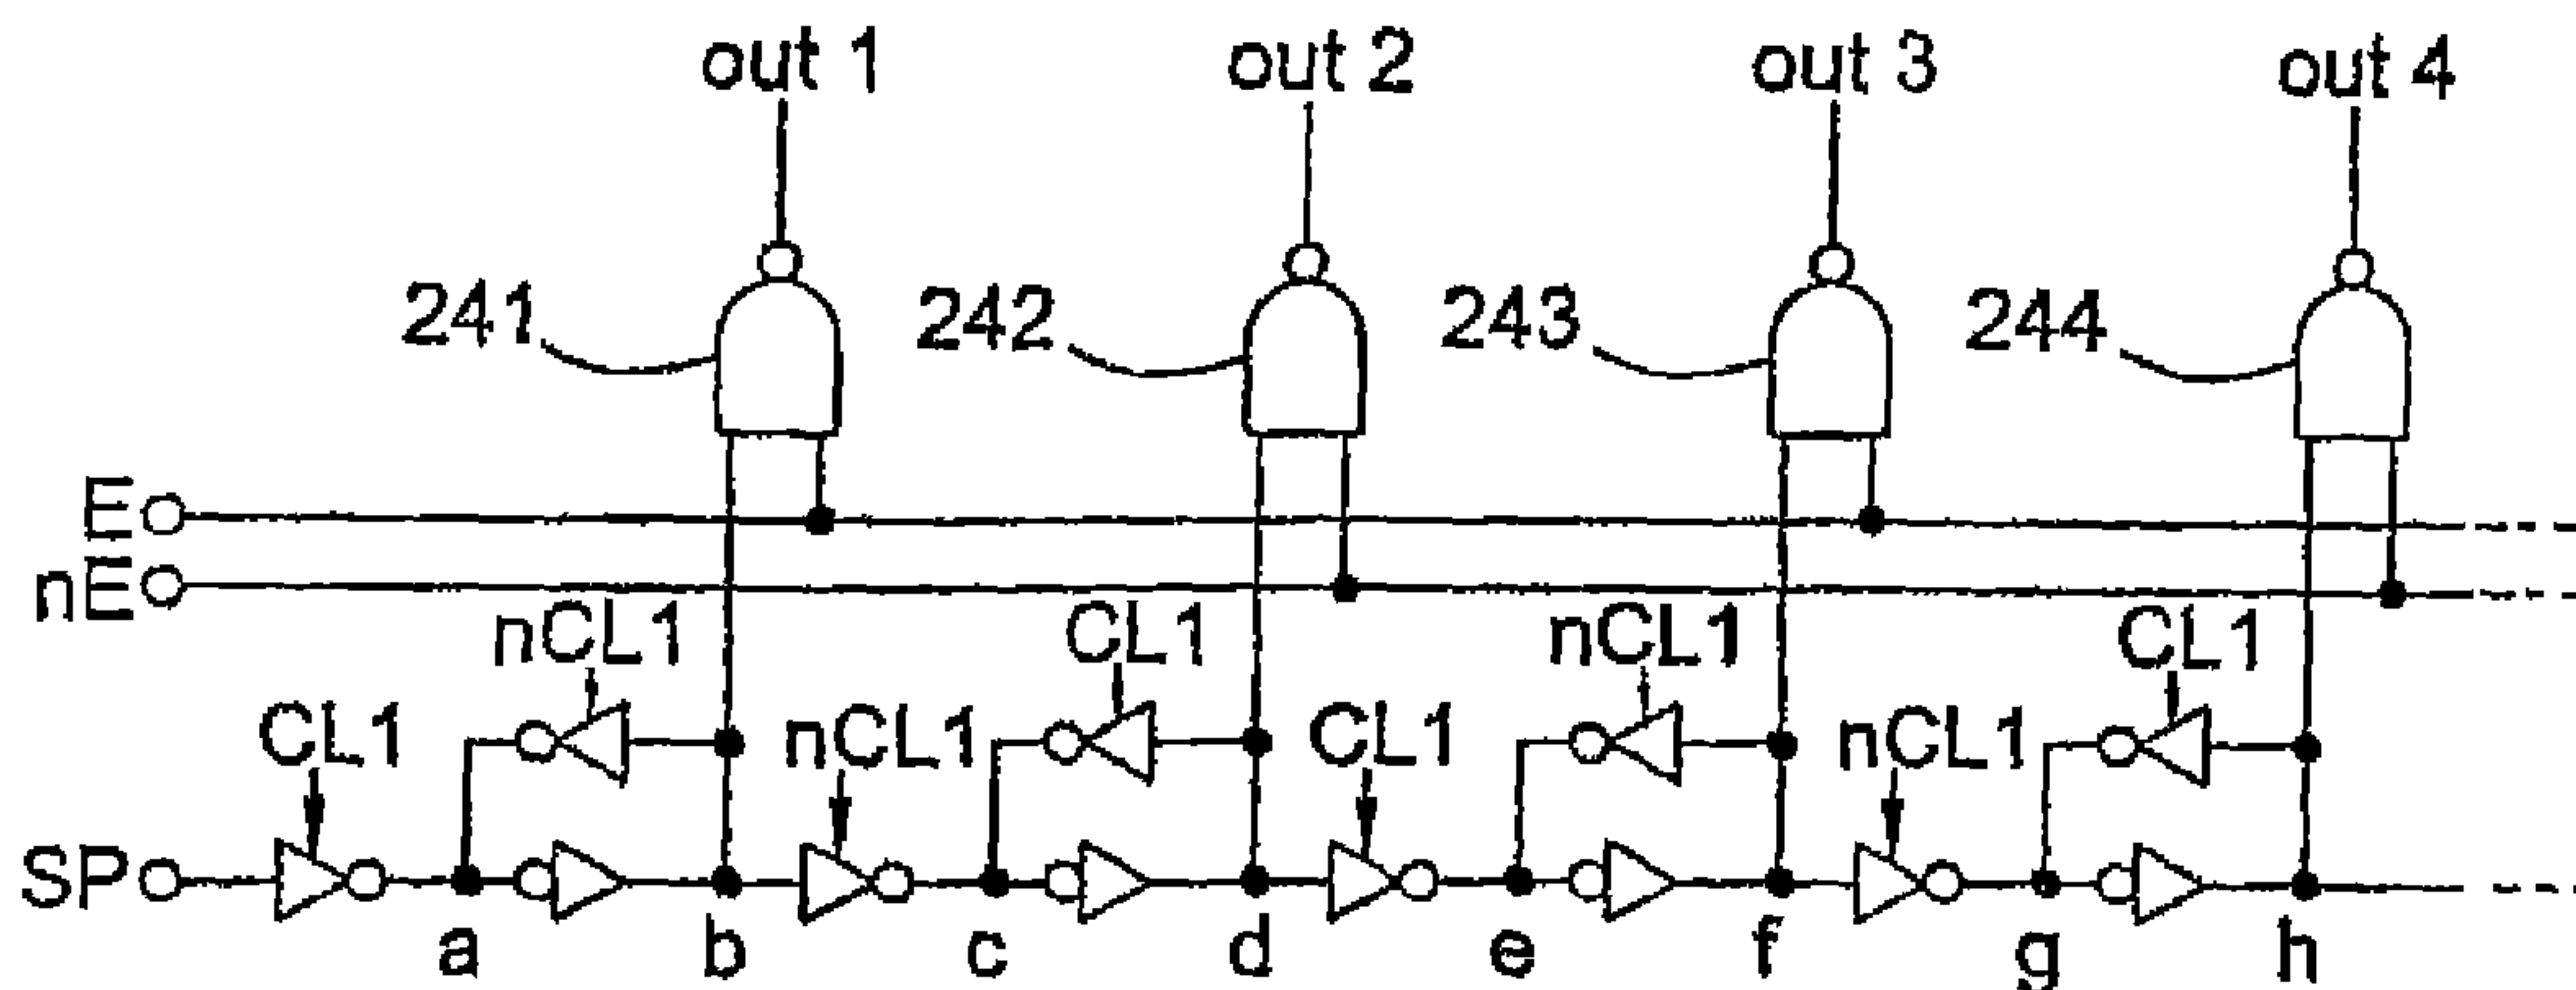 out 1 out 2 out 3 out 4
241 242 243 244
E
nE
nCL1 CL1 nCL1 CL1
CL1 nCL1 CL1 nCL1
SP
a b c d e f g h